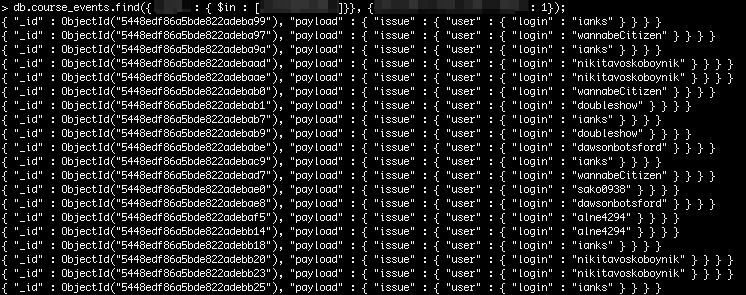 > db.course_events.find({ : { $in : [ ]}}, { : 1});
{ "_id" : ObjectId("5448edf86a5bde822adeba99"), "payload" : { "issue" : { "user" : { "login" : "ianks" } } } }
{ "_id" : ObjectId("5448edf86a5bde822adeba97"), "payload" : { "issue" : { "user" : { "login" : "wannabeCitizen" } } } }
{ "_id" : ObjectId("5448edf86a5bde822adeba9a"), "payload" : { "issue" : { "user" : { "login" : "ianks" } } } }
{ "_id" : ObjectId("5448edf86a5bde822adebaad"), "payload" : { "issue" : { "user" : { "login" : "nikitavoskoboynik" } } } }
{ "_id" : ObjectId("5448edf86a5bde822adebaae"), "payload" : { "issue" : { "user" : { "login" : "nikitavoskoboynik" } } } }
{ "_id" : ObjectId("5448edf86a5bde822adebab0"), "payload" : { "issue" : { "user" : { "login" : "wannabeCitizen" } } } }
{ "_id" : ObjectId("5448edf86a5bde822adebab1"), "payload" : { "issue" : { "user" : { "login" : "doubleshow" } } } }
{ "_id" : ObjectId("5448edf86a5bde822adebab7"), "payload" : { "issue" : { "user" : { "login" : "ianks" } } } }
{ "_id" : ObjectId("5448edf86a5bde822adebab9"), "payload" : { "issue" : { "user" : { "login" : "doubleshow" } } } }
{ "_id" : ObjectId("5448edf86a5bde822adebabe"), "payload" : { "issue" : { "user" : { "login" : "dawsonbotsford" } } } }
{ "_id" : ObjectId("5448edf86a5bde822adebac9"), "payload" : { "issue" : { "user" : { "login" : "ianks" } } } }
{ "_id" : ObjectId("5448edf86a5bde822adebad7"), "payload" : { "issue" : { "user" : { "login" : "wannabeCitizen" } } } }
{ "_id" : ObjectId("5448edf86a5bde822adebae0"), "payload" : { "issue" : { "user" : { "login" : "sako0938" } } } }
{ "_id" : ObjectId("5448edf86a5bde822adebae8"), "payload" : { "issue" : { "user" : { "login" : "dawsonbotsford" } } } }
{ "_id" : ObjectId("5448edf86a5bde822adebaf5"), "payload" : { "issue" : { "user" : { "login" : "alne4294" } } } }
{ "_id" : ObjectId("5448edf86a5bde822adebb14"), "payload" : { "issue" : { "user" : { "login" : "alne4294" } } } }
{ "_id" : ObjectId("5448edf86a5bde822adebb18"), "payload" : { "issue" : { "user" : { "login" : "ianks" } } } }
{ "_id" : ObjectId("5448edf86a5bde822adebb20"), "payload" : { "issue" : { "user" : { "login" : "nikitavoskoboynik" } } } }
{ "_id" : ObjectId("5448edf86a5bde822adebb23"), "payload" : { "issue" : { "user" : { "login" : "nikitavoskoboynik" } } } }
{ "_id" : ObjectId("5448edf86a5bde822adebb25"), "payload" : { "issue" : { "user" : { "login" : "ianks" } } } }